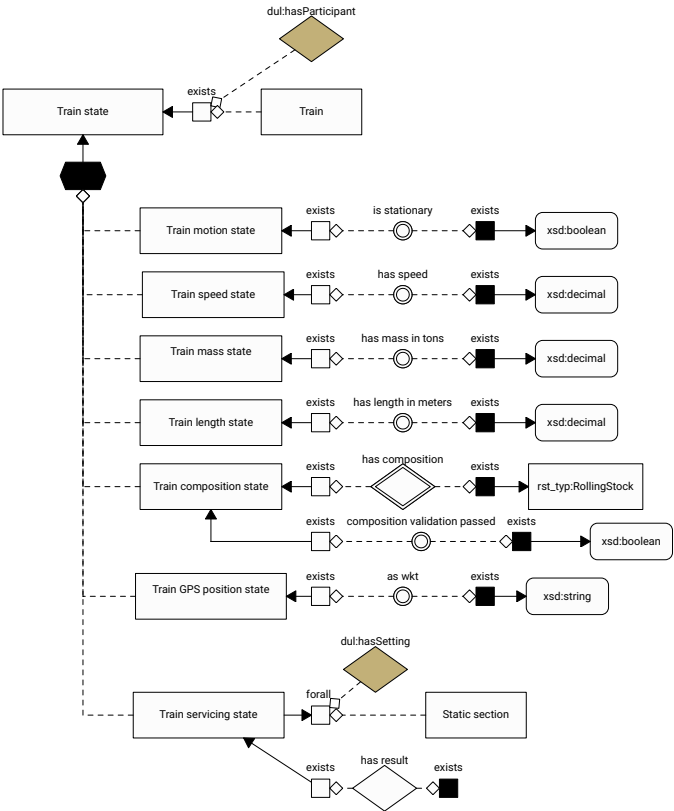 dul:hasParticipant
exists
Train state
Train
exists
is stationary
exists
Train motion state
xsd:boolean
exists
has speed
exists
Train speed state
xsd:decimal
exists
has mass in tons
exists
Train mass state
xsd:decimal
exists
has length in meters
exists
Train length state
xsd:decimal
exists
has composition
exists
Train composition state
rst_typ:RollingStock
exists
composition validation passed
exists
xsd:boolean
exists
as wkt
exists
Train GPS position state
xsd:string
dul:hasSetting
forall
Train servicing state
Static section
exists
has result
exists